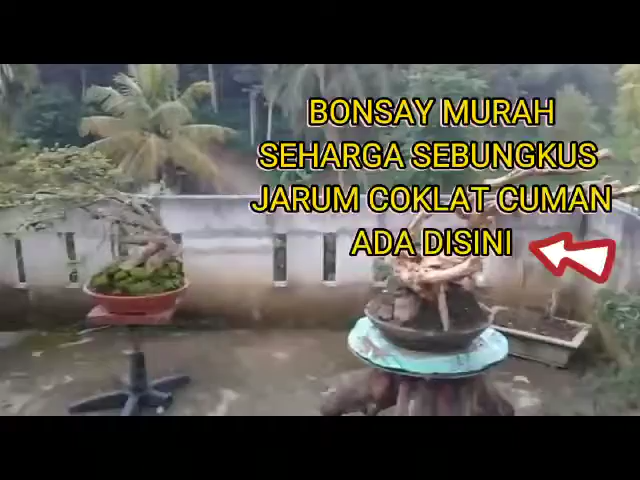 BONSAY MURAH
SEHARGA SEBUNGKUS
JARUM COKLAT CUMAN
ADA DISINI